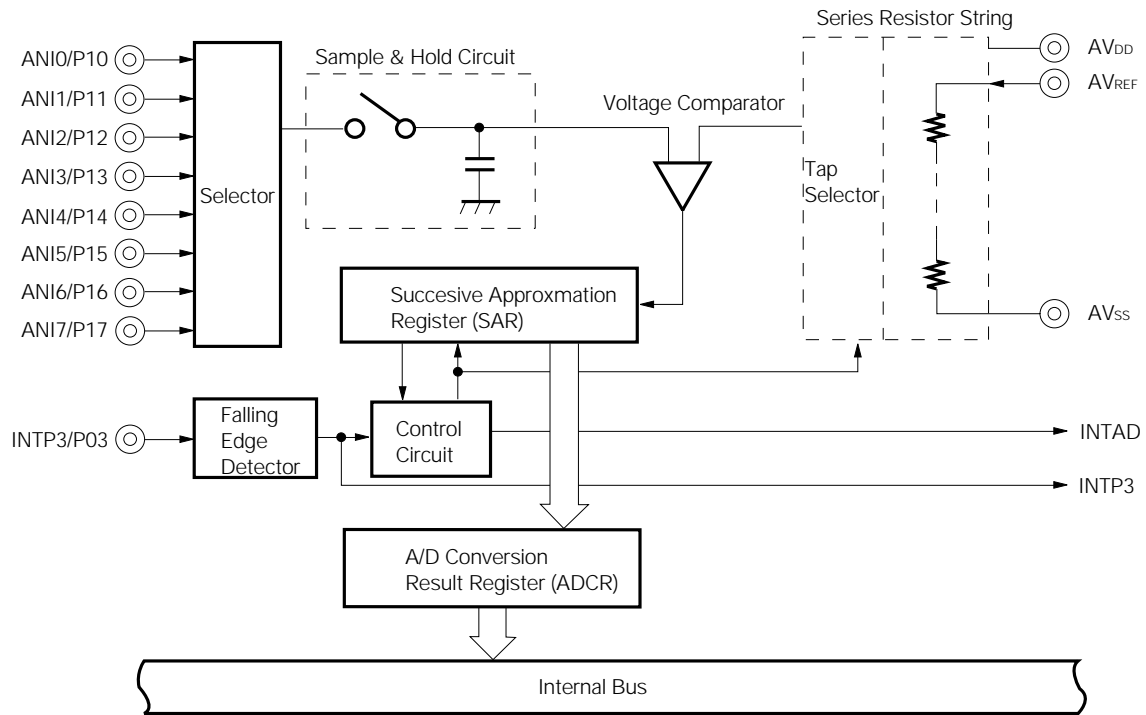 Series Resistor String
ANI0/P10
ANI1/P11
ANI2/P12
ANI3/P13
ANI4/P14
ANI5/P15
ANI6/P16
ANI7/P17
Selector
Sample & Hold Circuit
Voltage Comparator
Tap
Selector
AVDD
AVREF
AVSS
Succesive Approxmation
Register (SAR)
INTP3/P03
Falling
Edge
Detector
Control
Circuit
INTAD
INTP3
A/D Conversion
Result Register (ADCR)
Internal Bus